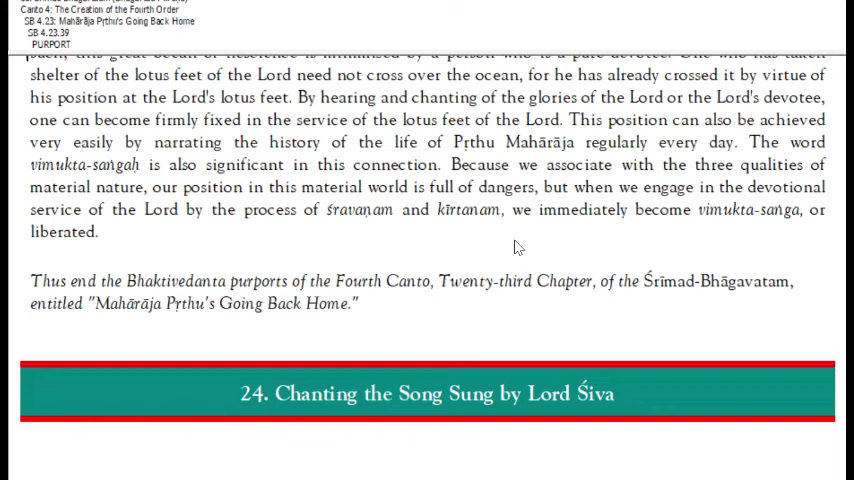 Canto 4: The Creation of the Fourth Order
SB 4.23: Mahārāja Pṛthu's Going Back Home
SB 4.23.39
PURPORT
shelter of the lotus feet of the Lord need not cross over the ocean, for he has already crossed it by virtue of
his position at the Lord's lotus feet. By hearing and chanting of the glories of the Lord or the Lord's devotee,
one can become firmly fixed in the service of the lotus feet of the Lord. This position can also be achieved
very easily by narrating the history of the life of Pṛthu Mahārāja regularly every day. The word
vimukta-saṅgaḥ is also significant in this connection. Because we associate with the three qualities of
material nature, our position in this material world is full of dangers, but when we engage in the devotional
service of the Lord by the process of śravaṇam and kīrtanam, we immediately become vimukta-saṅga, or
liberated.
Thus end the Bhaktivedanta purports of the Fourth Canto, Twenty-third Chapter, of the Śrīmad-Bhāgavatam,
entitled "Mahārāja Pṛthu's Going Back Home."
24. Chanting the Song Sung by Lord Śiva